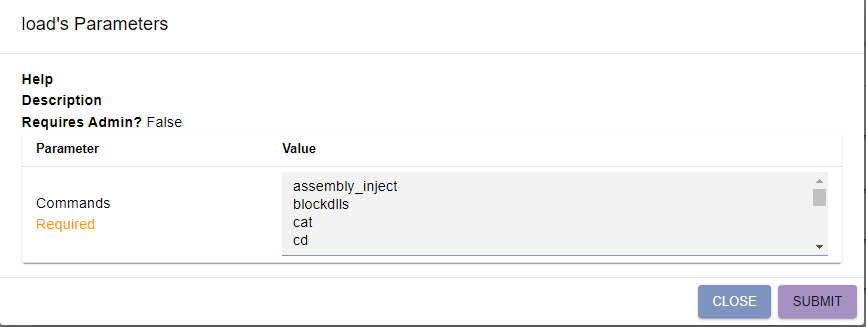 load's Parameters
Help
Description
Requires Admin? False
Parameter Value
Commands
Required
assembly_inject
blockdlls
cat
cd
CLOSE SUBMIT